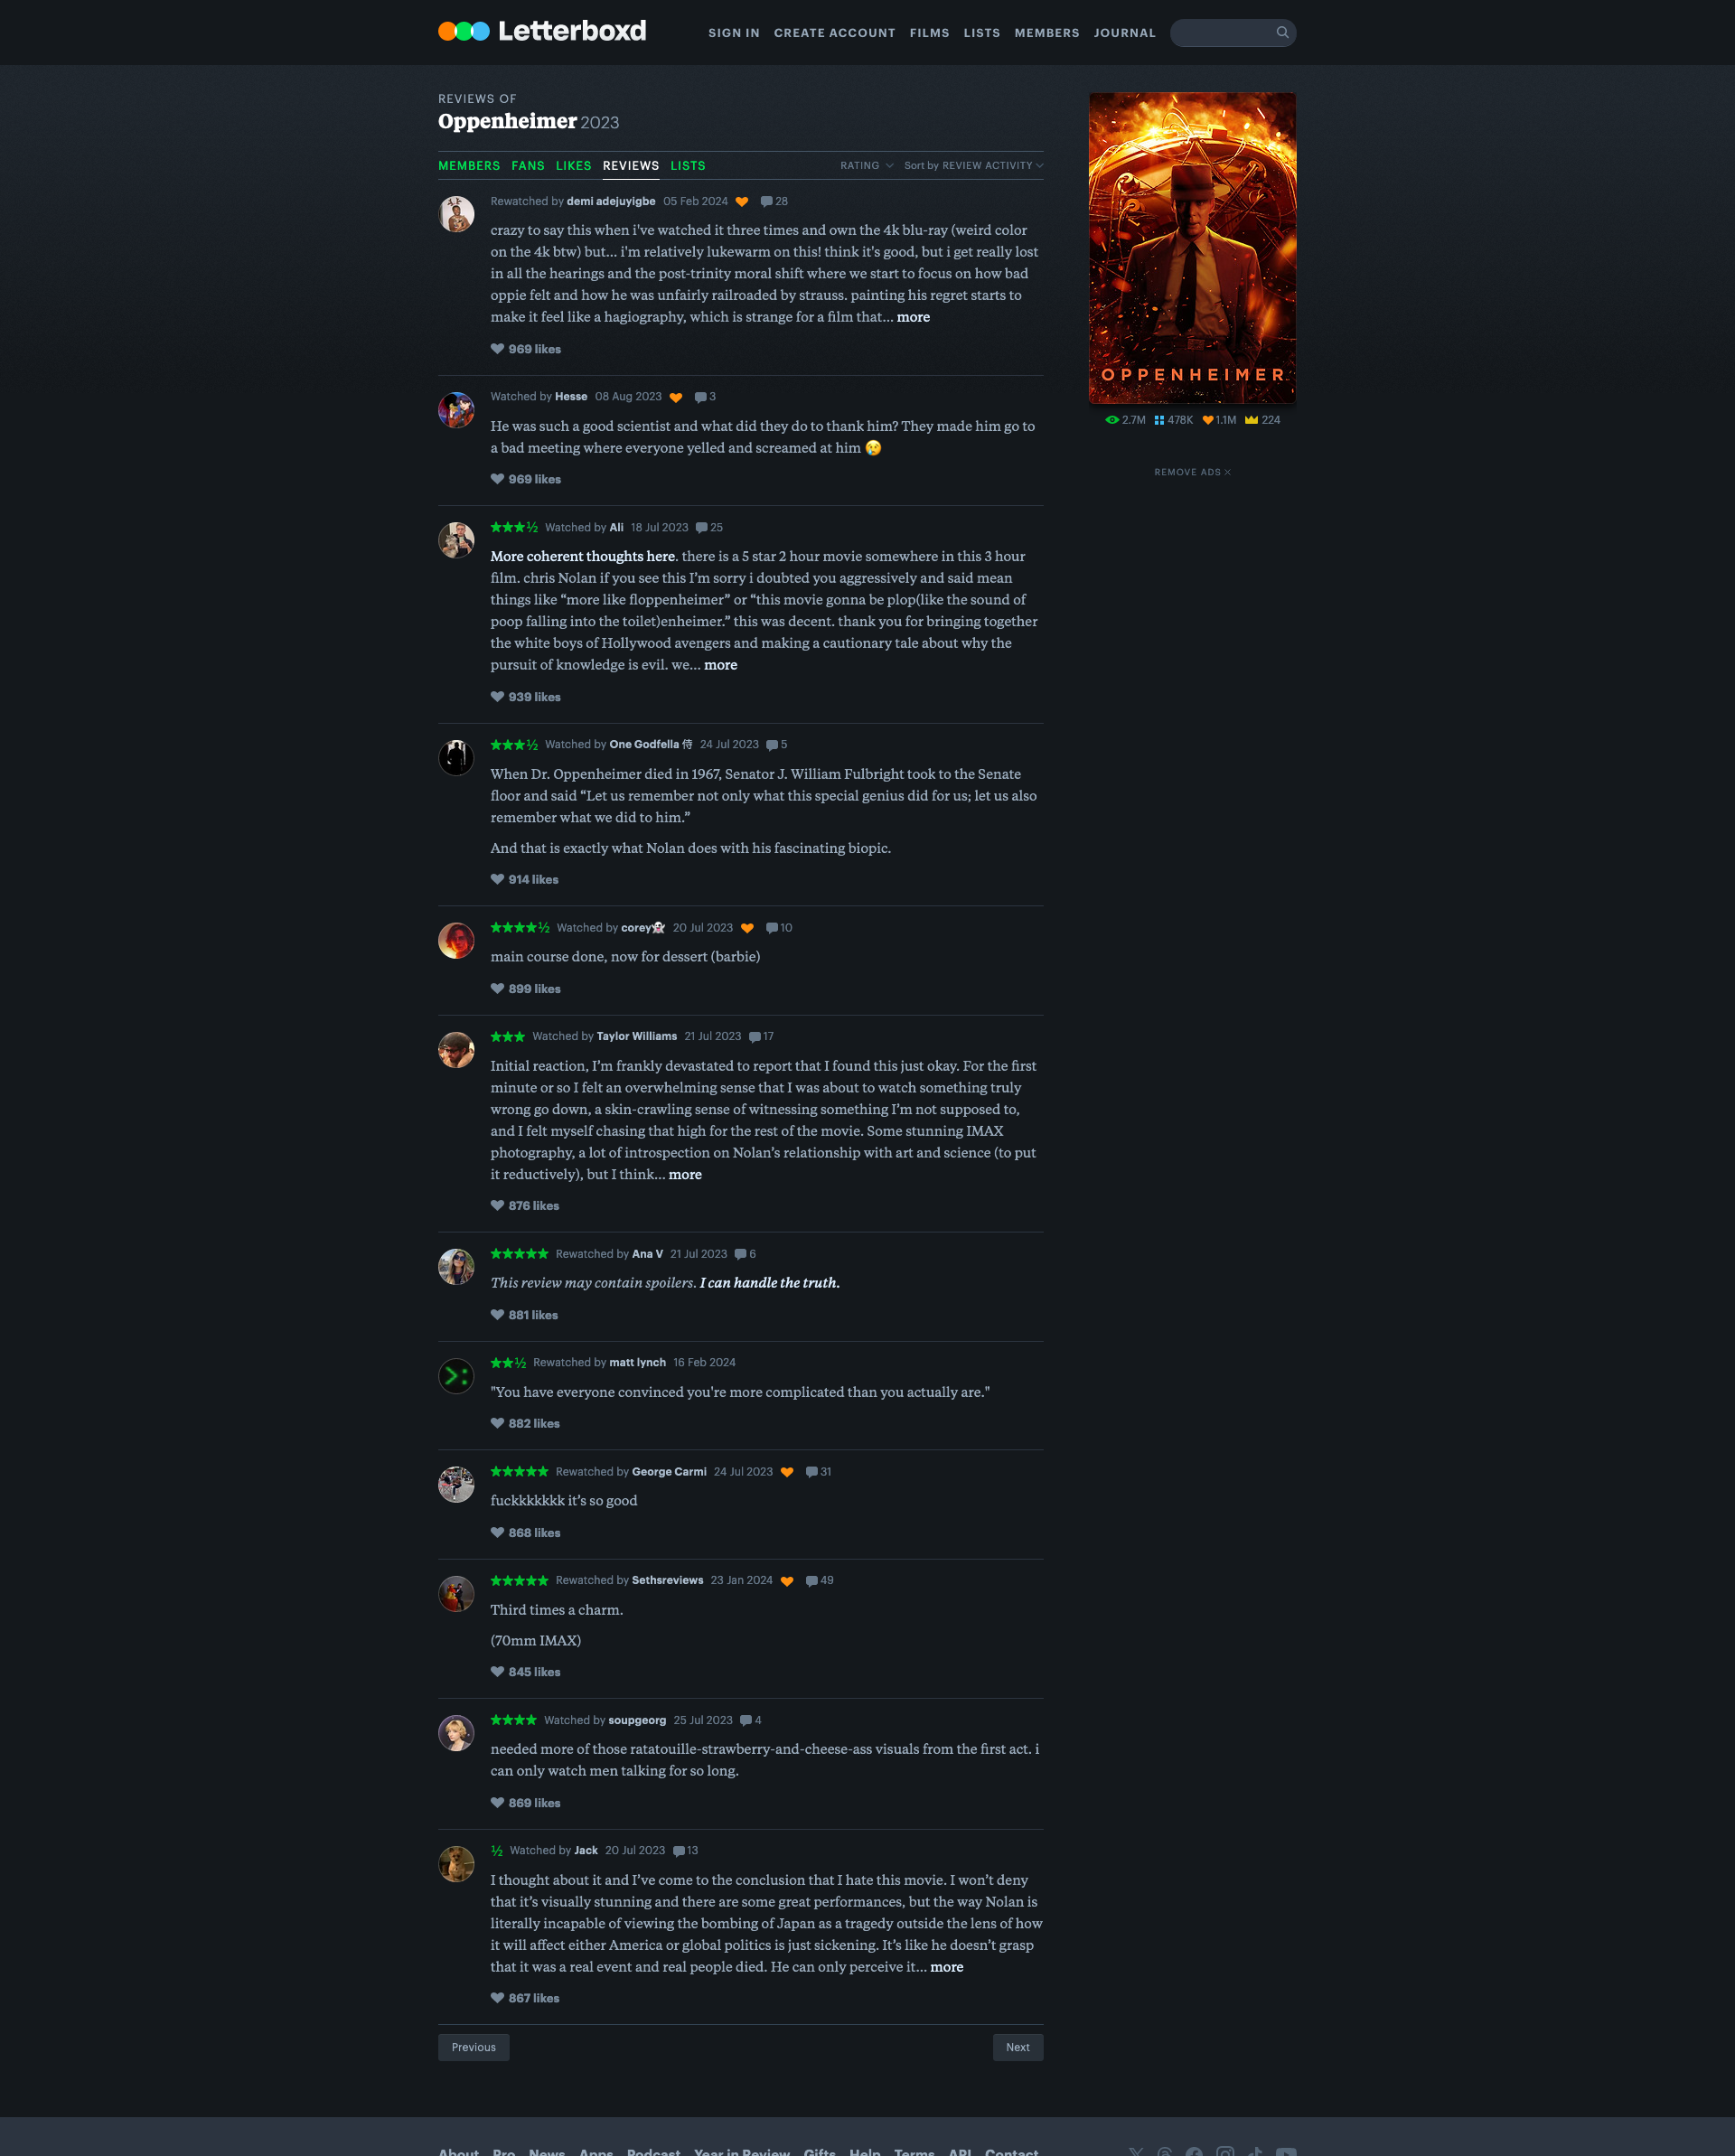 Letterboxd
SIGN IN CREATE ACCOUNT FILMS LISTS MEMBERS JOURNAL
REVIEWS OF
Oppenheimer 2023
MEMBERS FANS LIKES REVIEWS LISTS
RATING Sort by REVIEW ACTIVITY
Rewatched by demi adejuyigbe 05 Feb 2024 28
crazy to say this when i've watched it three times and own the 4k blu-ray (weird color
on the 4k btw) but... i'm relatively lukewarm on this! think it's good, but i get really lost
in all the hearings and the post-trinity moral shift where we start to focus on how bad
oppie felt and how he was unfairly railroaded by strauss. painting his regret starts to
make it feel like a hagiography, which is strange for a film that… more
969 likes
Watched by Hesse 08 Aug 2023 3
He was such a good scientist and what did they do to thank him? They made him go to
a bad meeting where everyone yelled and screamed at him 😢
969 likes
★★★½ Watched by Ali 18 Jul 2023 25
More coherent thoughts here. there is a 5 star 2 hour movie somewhere in this 3 hour
film. chris Nolan if you see this I’m sorry i doubted you aggressively and said mean
things like “more like floppenheimer” or “this movie gonna be plop(like the sound of
poop falling into the toilet)enheimer.” this was decent. thank you for bringing together
the white boys of Hollywood avengers and making a cautionary tale about why the
pursuit of knowledge is evil. we… more
939 likes
★★★½ Watched by One Godfella 侍 24 Jul 2023 5
When Dr. Oppenheimer died in 1967, Senator J. William Fulbright took to the Senate
floor and said “Let us remember not only what this special genius did for us; let us also
remember what we did to him.”
And that is exactly what Nolan does with his fascinating biopic.
914 likes
★★★★½ Watched by corey👻 20 Jul 2023 10
main course done, now for dessert (barbie)
899 likes
★★★ Watched by Taylor Williams 21 Jul 2023 17
Initial reaction, I’m frankly devastated to report that I found this just okay. For the first
minute or so I felt an overwhelming sense that I was about to watch something truly
wrong go down, a skin-crawling sense of witnessing something I’m not supposed to,
and I felt myself chasing that high for the rest of the movie. Some stunning IMAX
photography, a lot of introspection on Nolan’s relationship with art and science (to put
it reductively), but I think… more
876 likes
★★★★★ Rewatched by Ana V 21 Jul 2023 6
This review may contain spoilers. I can handle the truth.
881 likes
★★½ Rewatched by matt lynch 16 Feb 2024
"You have everyone convinced you're more complicated than you actually are."
882 likes
★★★★★ Rewatched by George Carmi 24 Jul 2023 31
fuckkkkkkk it’s so good
868 likes
★★★★★ Rewatched by Sethsreviews 23 Jan 2024 49
Third times a charm.
(70mm IMAX)
845 likes
★★★★ Watched by soupgeorg 25 Jul 2023 4
needed more of those ratatouille-strawberry-and-cheese-ass visuals from the first act. i
can only watch men talking for so long.
869 likes
½ Watched by Jack 20 Jul 2023 13
I thought about it and I’ve come to the conclusion that I hate this movie. I won’t deny
that it’s visually stunning and there are some great performances, but the way Nolan is
literally incapable of viewing the bombing of Japan as a tragedy outside the lens of how
it will affect either America or global politics is just sickening. It’s like he doesn’t grasp
that it was a real event and real people died. He can only perceive it… more
867 likes
Previous Next
OPPENHEIMER
2.7M 478K 1.1M 224
REMOVE ADS
About Pro News Apps Podcast Year in Review Gifts Help Terms API Contact